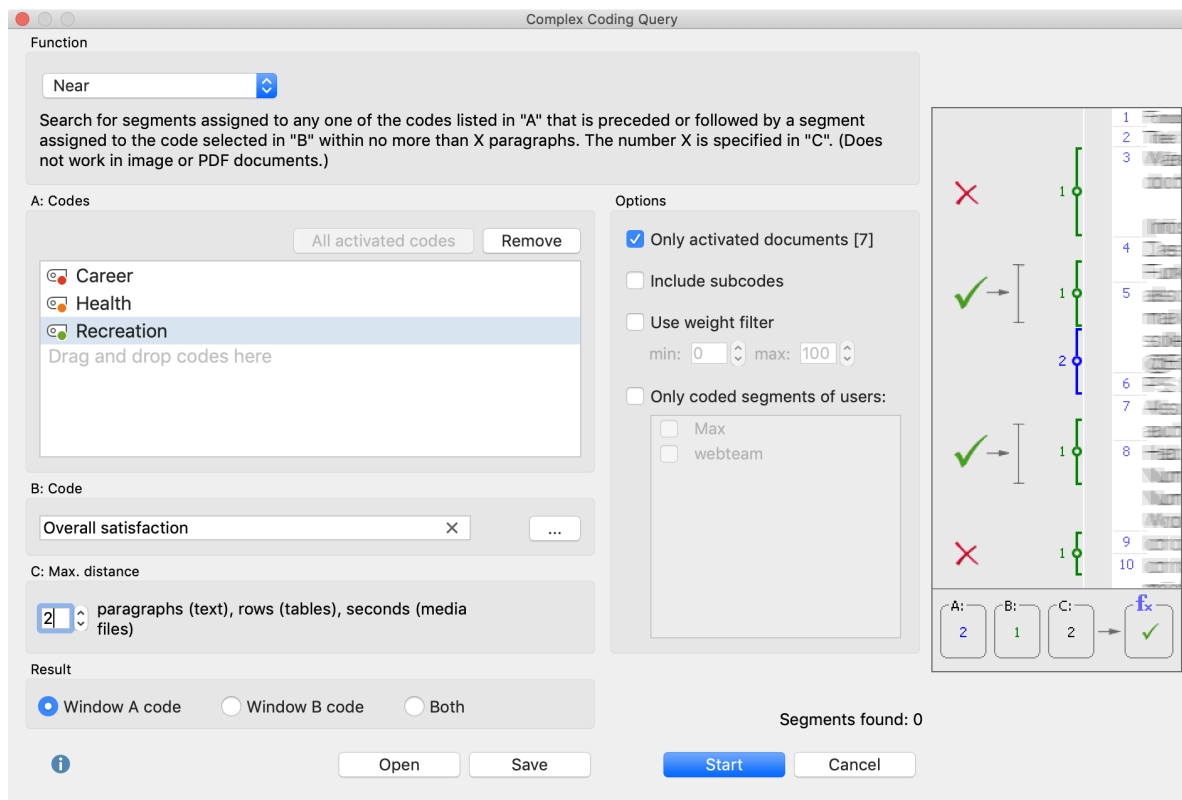 Complex Coding Query
Function
Near
Search for segments assigned to any one of the codes listed in "A" that is preceded or followed by a segment
assigned to the code selected in "B" within no more than X paragraphs. The number X is specified in "C". (Does
not work in image or PDF documents.)
A: Codes
All activated codes
Remove
Career
Health
Recreation
Drag and drop codes here
B: Code
Overall satisfaction
...
C: Max. distance
2
paragraphs (text), rows (tables), seconds (media
files)
Result
Window A code
Window B code
Both
Open
Save
Options
Only activated documents [7]
Include subcodes
Use weight filter
min: 0 max: 100
Only coded segments of users:
Max
webteam
Segments found: 0
Start
Cancel
1
2
3
1
4
1
5
2
6
7
1
8
9
1
10
A: B: C: fx
2 1 2